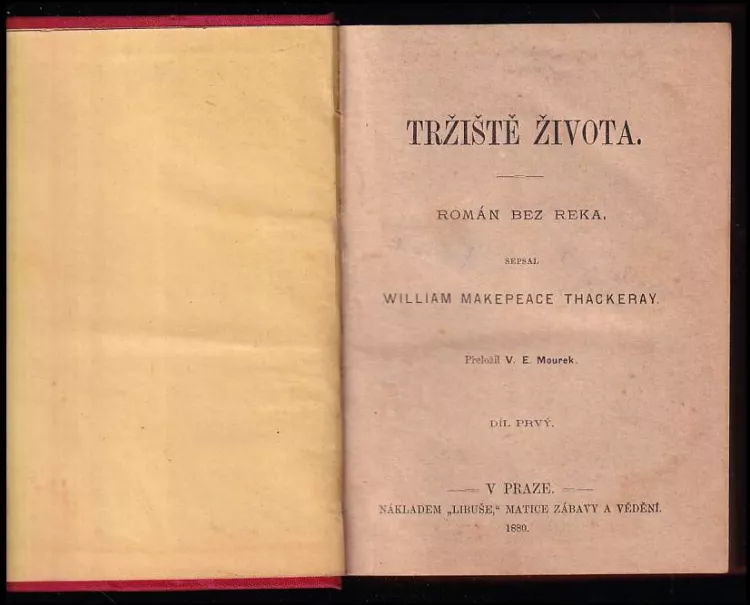 TRŽIŠTĚ ŽIVOTA.
ROMÁN BEZ REKA,
SEPSAL
WILLIAM MAKEPEACE THACKERAY.
Přeložil V. E. Mourek.
DÍL PRVÝ.
V PRAZE.
NÁKLADEM „LIBUŠE,“ MATICE ZÁBAVY A VĚDĚNÍ.
1880.